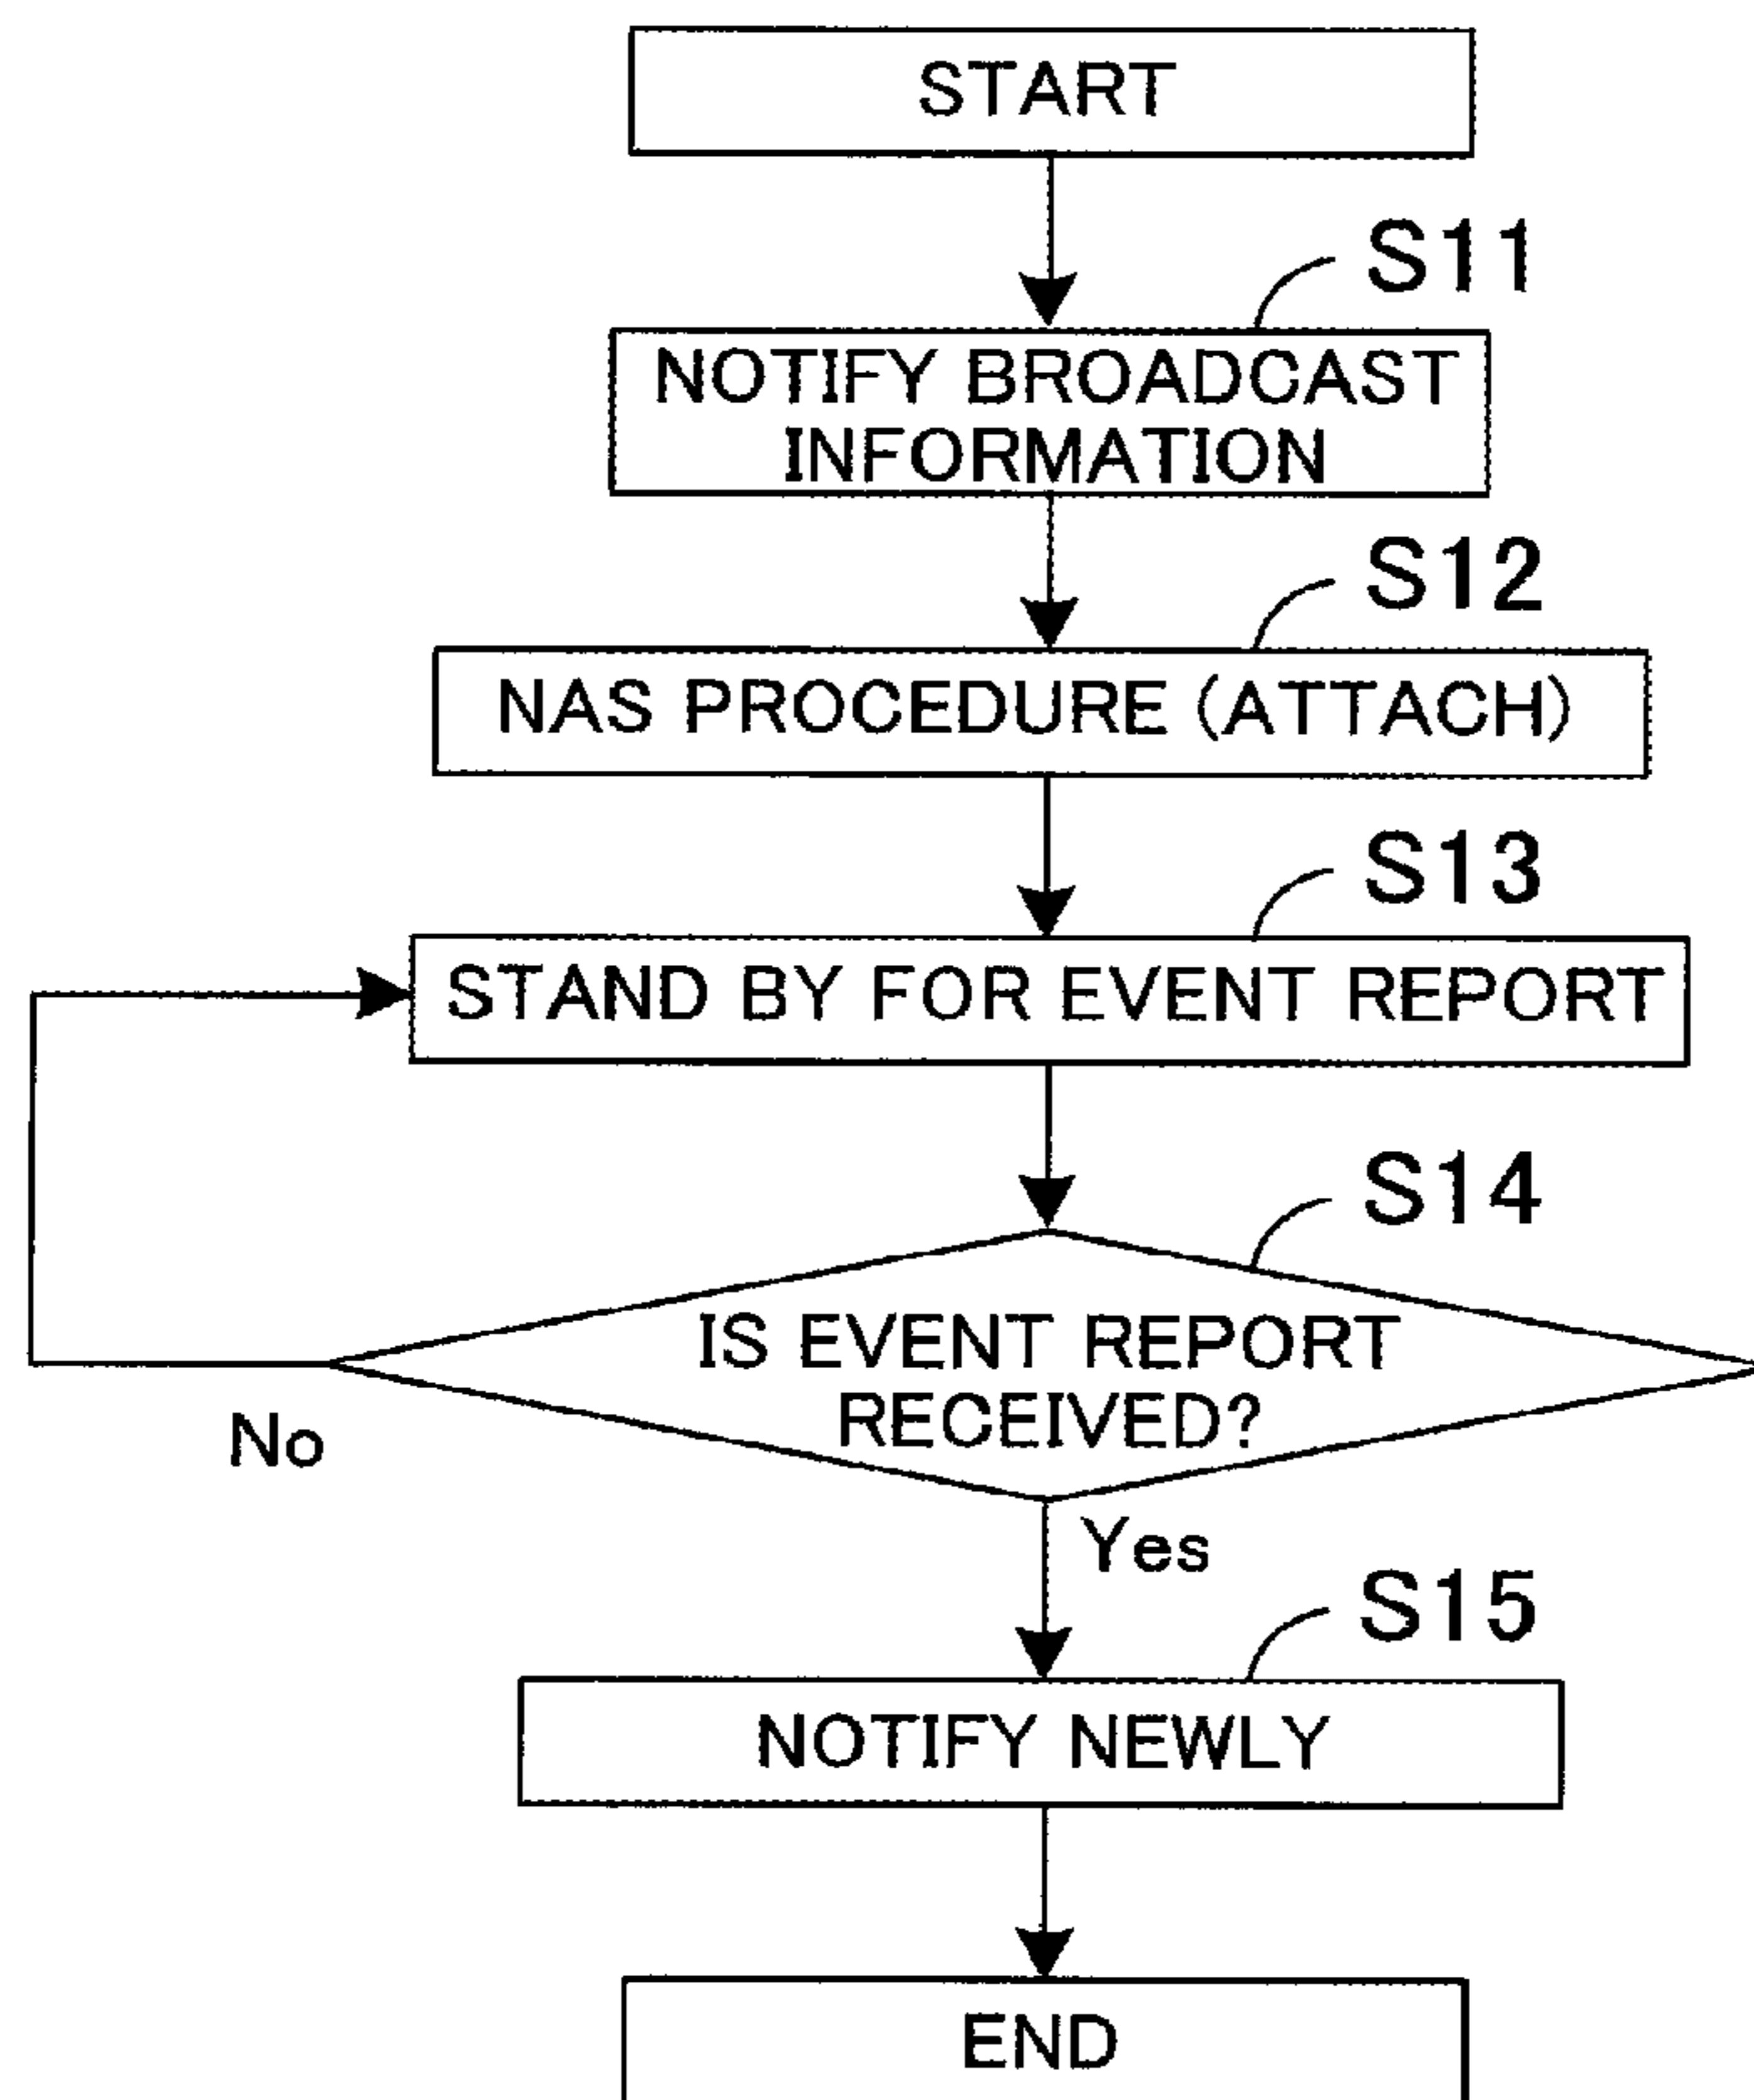 START
S11
NOTIFY BROADCAST
INFORMATION
S12
NAS PROCEDURE (ATTACH)
S13
STAND BY FOR EVENT REPORT
S14
IS EVENT REPORT
RECEIVED?
No
Yes
S15
NOTIFY NEWLY
END